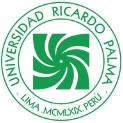 UNIVERSIDAD RICARDO PALMA
· LIMA . MCMLXIX . PERÚ ·